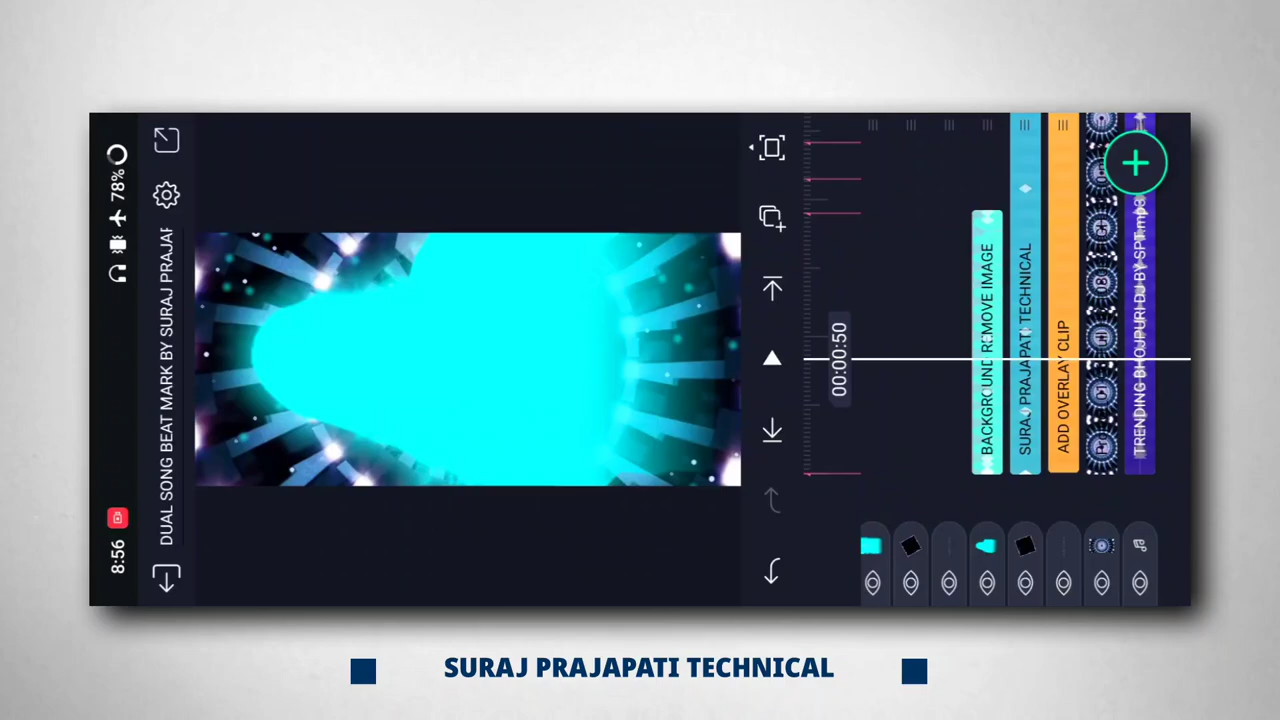 8:56
78%
DUAL SONG BEAT MARK BY SURAJ PRAJAF
00:00:50
BACKGROUND REMOVE IMAGE
SURAJ PRAJAPATI TECHNICAL
ADD OVERLAY CLIP
TRENDING BHOJPURI DJ BY SPT.mp3
SURAJ PRAJAPATI TECHNICAL